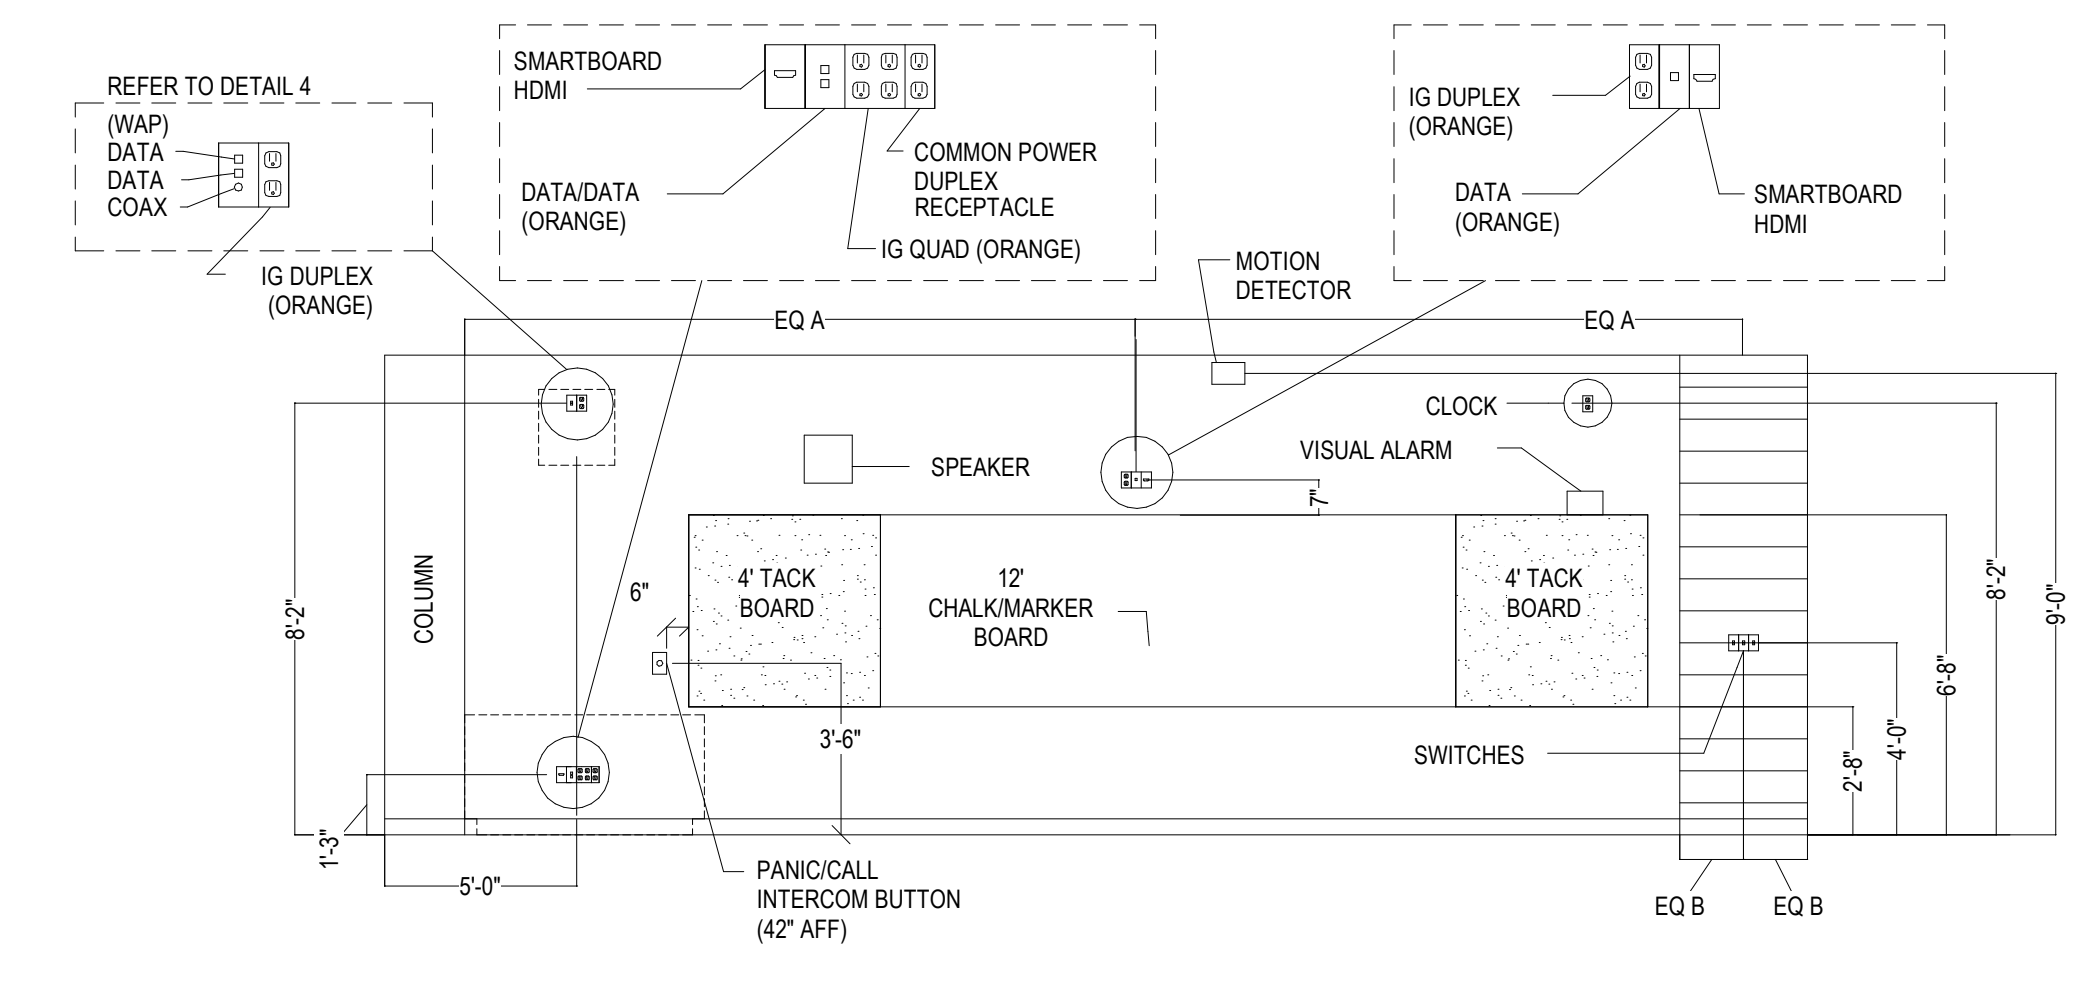 REFER TO DETAIL 4
(WAP)
DATA
DATA
COAX
IG DUPLEX
(ORANGE)
SMARTBOARD
HDMI
DATA/DATA
(ORANGE)
COMMON POWER
DUPLEX
RECEPTACLE
IG QUAD (ORANGE)
IG DUPLEX
(ORANGE)
DATA
(ORANGE)
SMARTBOARD
HDMI
MOTION
DETECTOR
EQ A
EQ A
CLOCK
VISUAL ALARM
SPEAKER
7"
COLUMN
8'-2"
6"
4' TACK
BOARD
12'
CHALK/MARKER
BOARD
4' TACK
BOARD
8'-2"
9'-0"
6'-8"
4'-0"
2'-8"
3'-6"
SWITCHES
1'-3"
5'-0"
PANIC/CALL
INTERCOM BUTTON
(42" AFF)
EQ B
EQ B